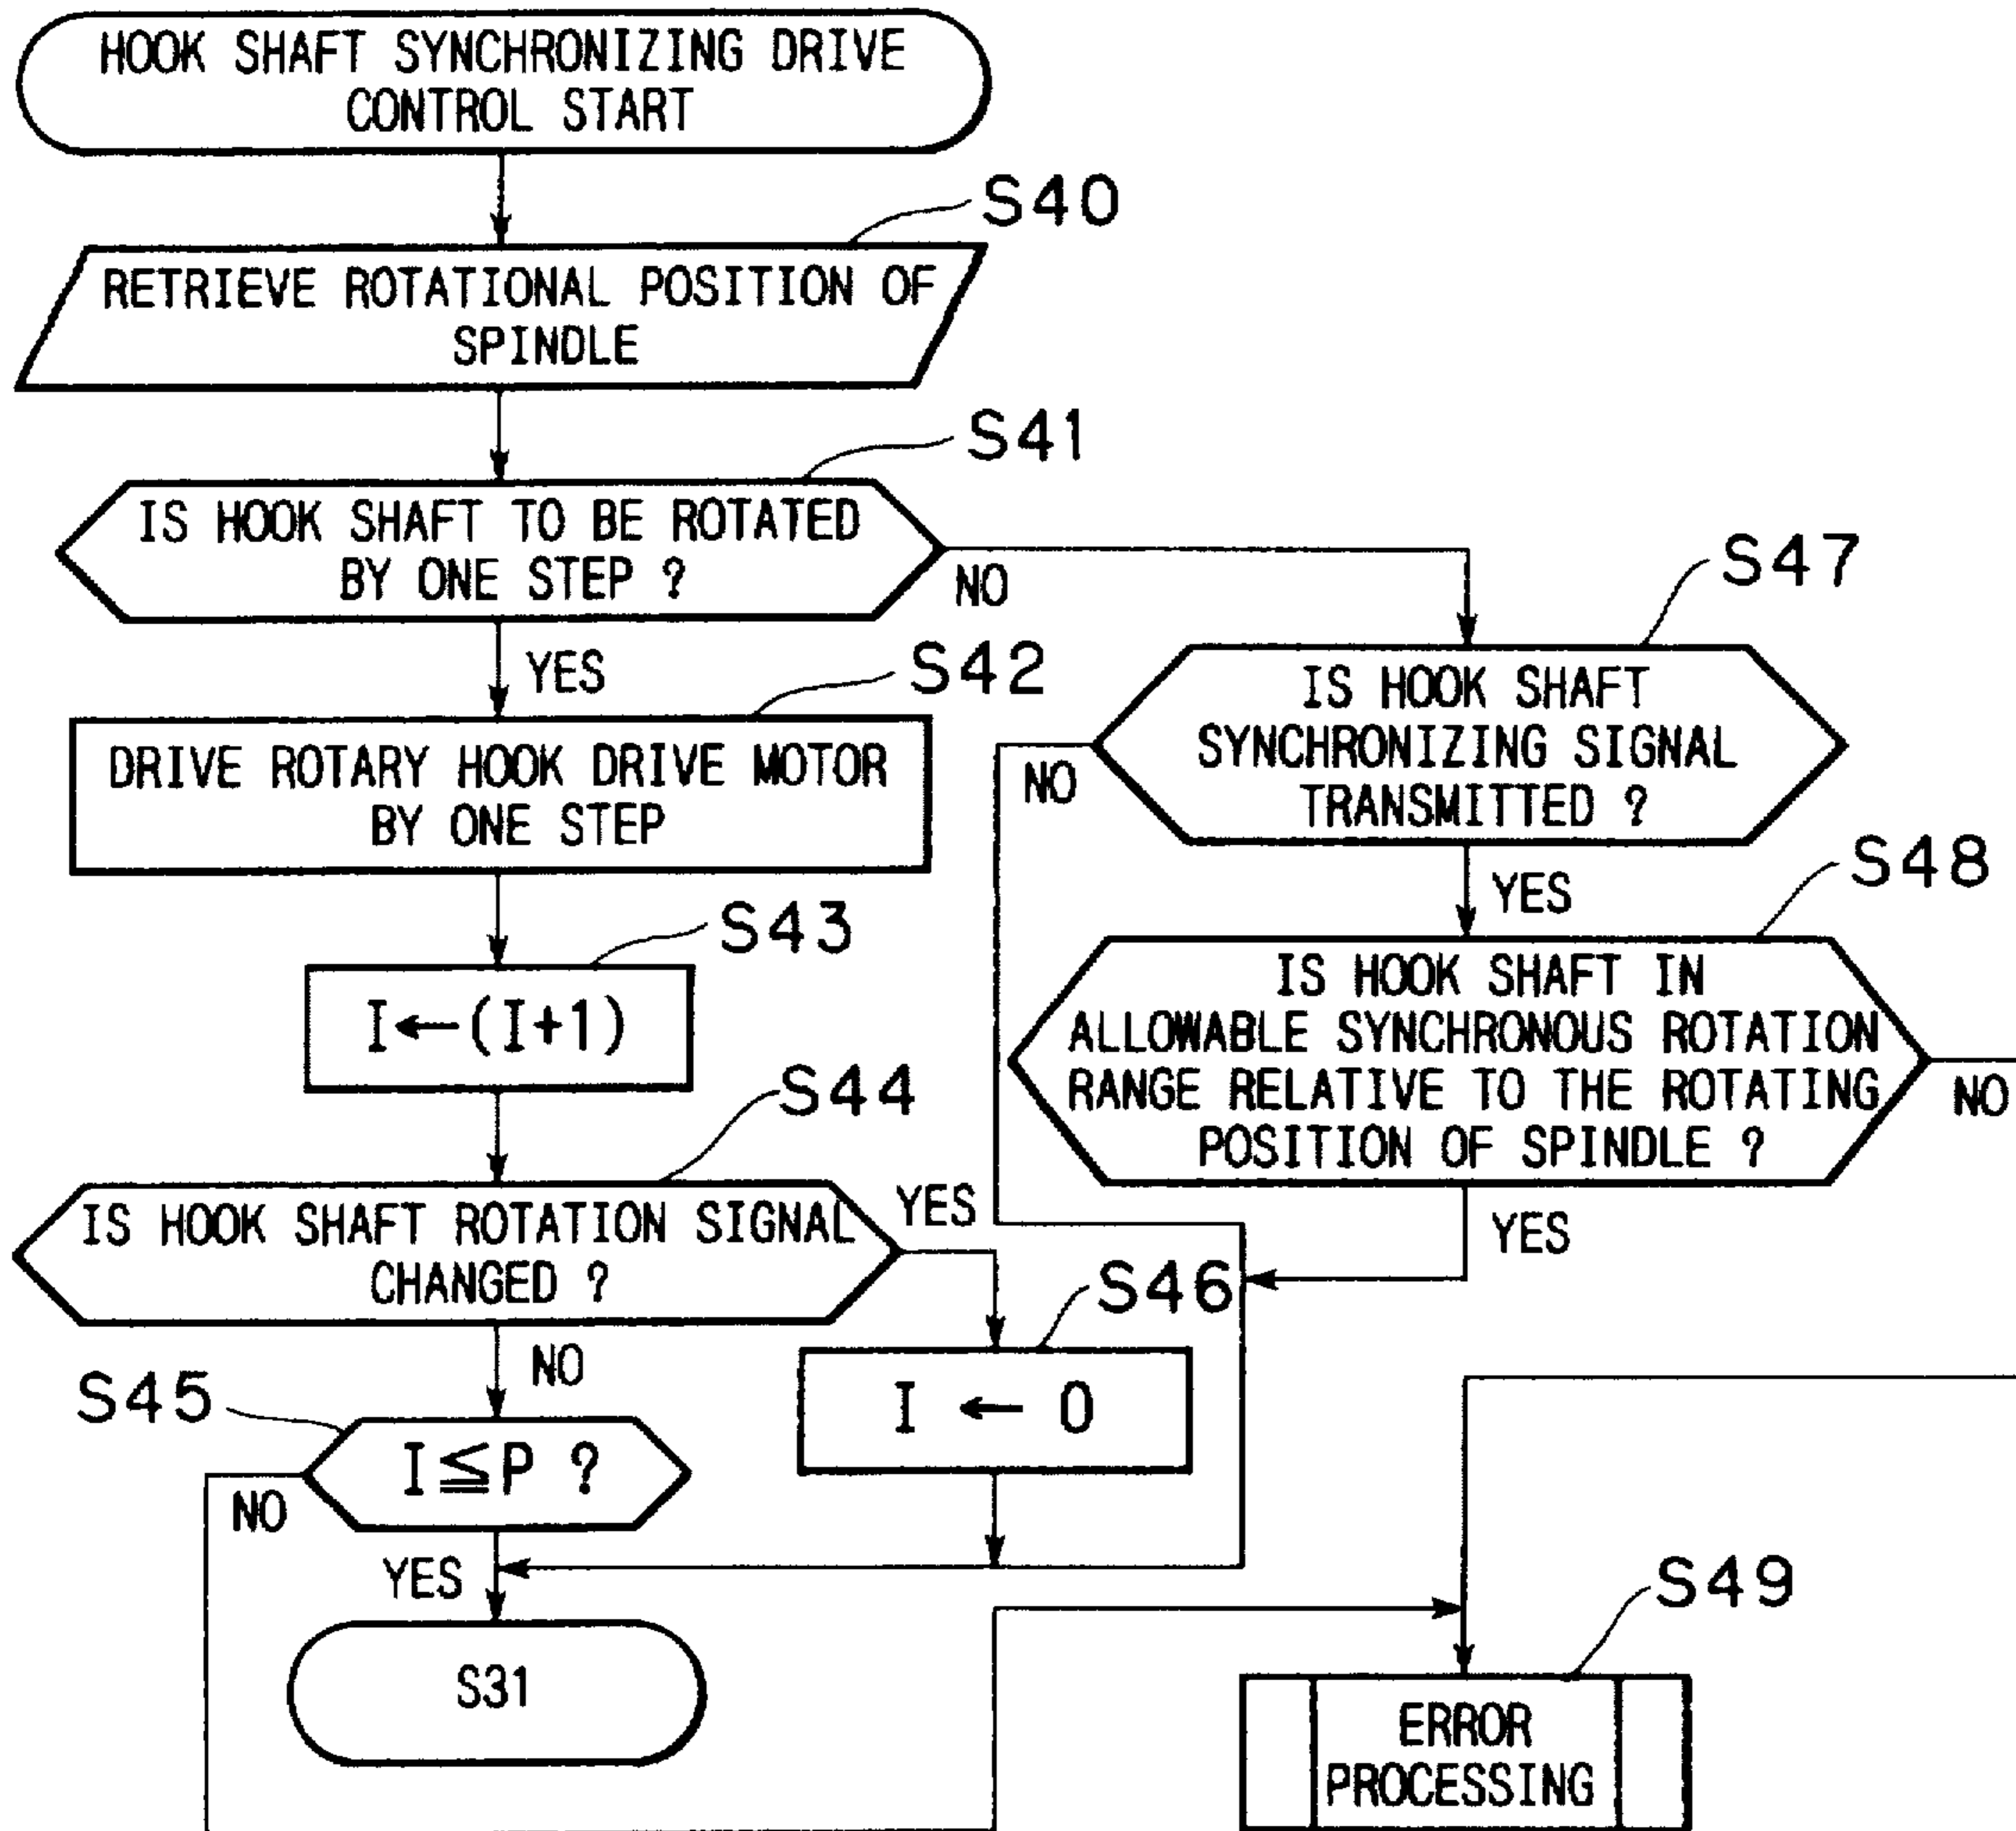 HOOK SHAFT SYNCHRONIZING DRIVE
CONTROL START
S40
RETRIEVE ROTATIONAL POSITION OF
SPINDLE
S41
IS HOOK SHAFT TO BE ROTATED
BY ONE STEP ?
NO
YES
S42
DRIVE ROTARY HOOK DRIVE MOTOR
BY ONE STEP
S43
I←(I+1)
S44
IS HOOK SHAFT ROTATION SIGNAL
CHANGED ?
YES
NO
S45
I≦P ?
NO
YES
S46
I ← 0
S31
S47
IS HOOK SHAFT
SYNCHRONIZING SIGNAL
TRANSMITTED ?
NO
YES
S48
IS HOOK SHAFT IN
ALLOWABLE SYNCHRONOUS ROTATION
RANGE RELATIVE TO THE ROTATING
POSITION OF SPINDLE ?
NO
YES
S49
ERROR
PROCESSING